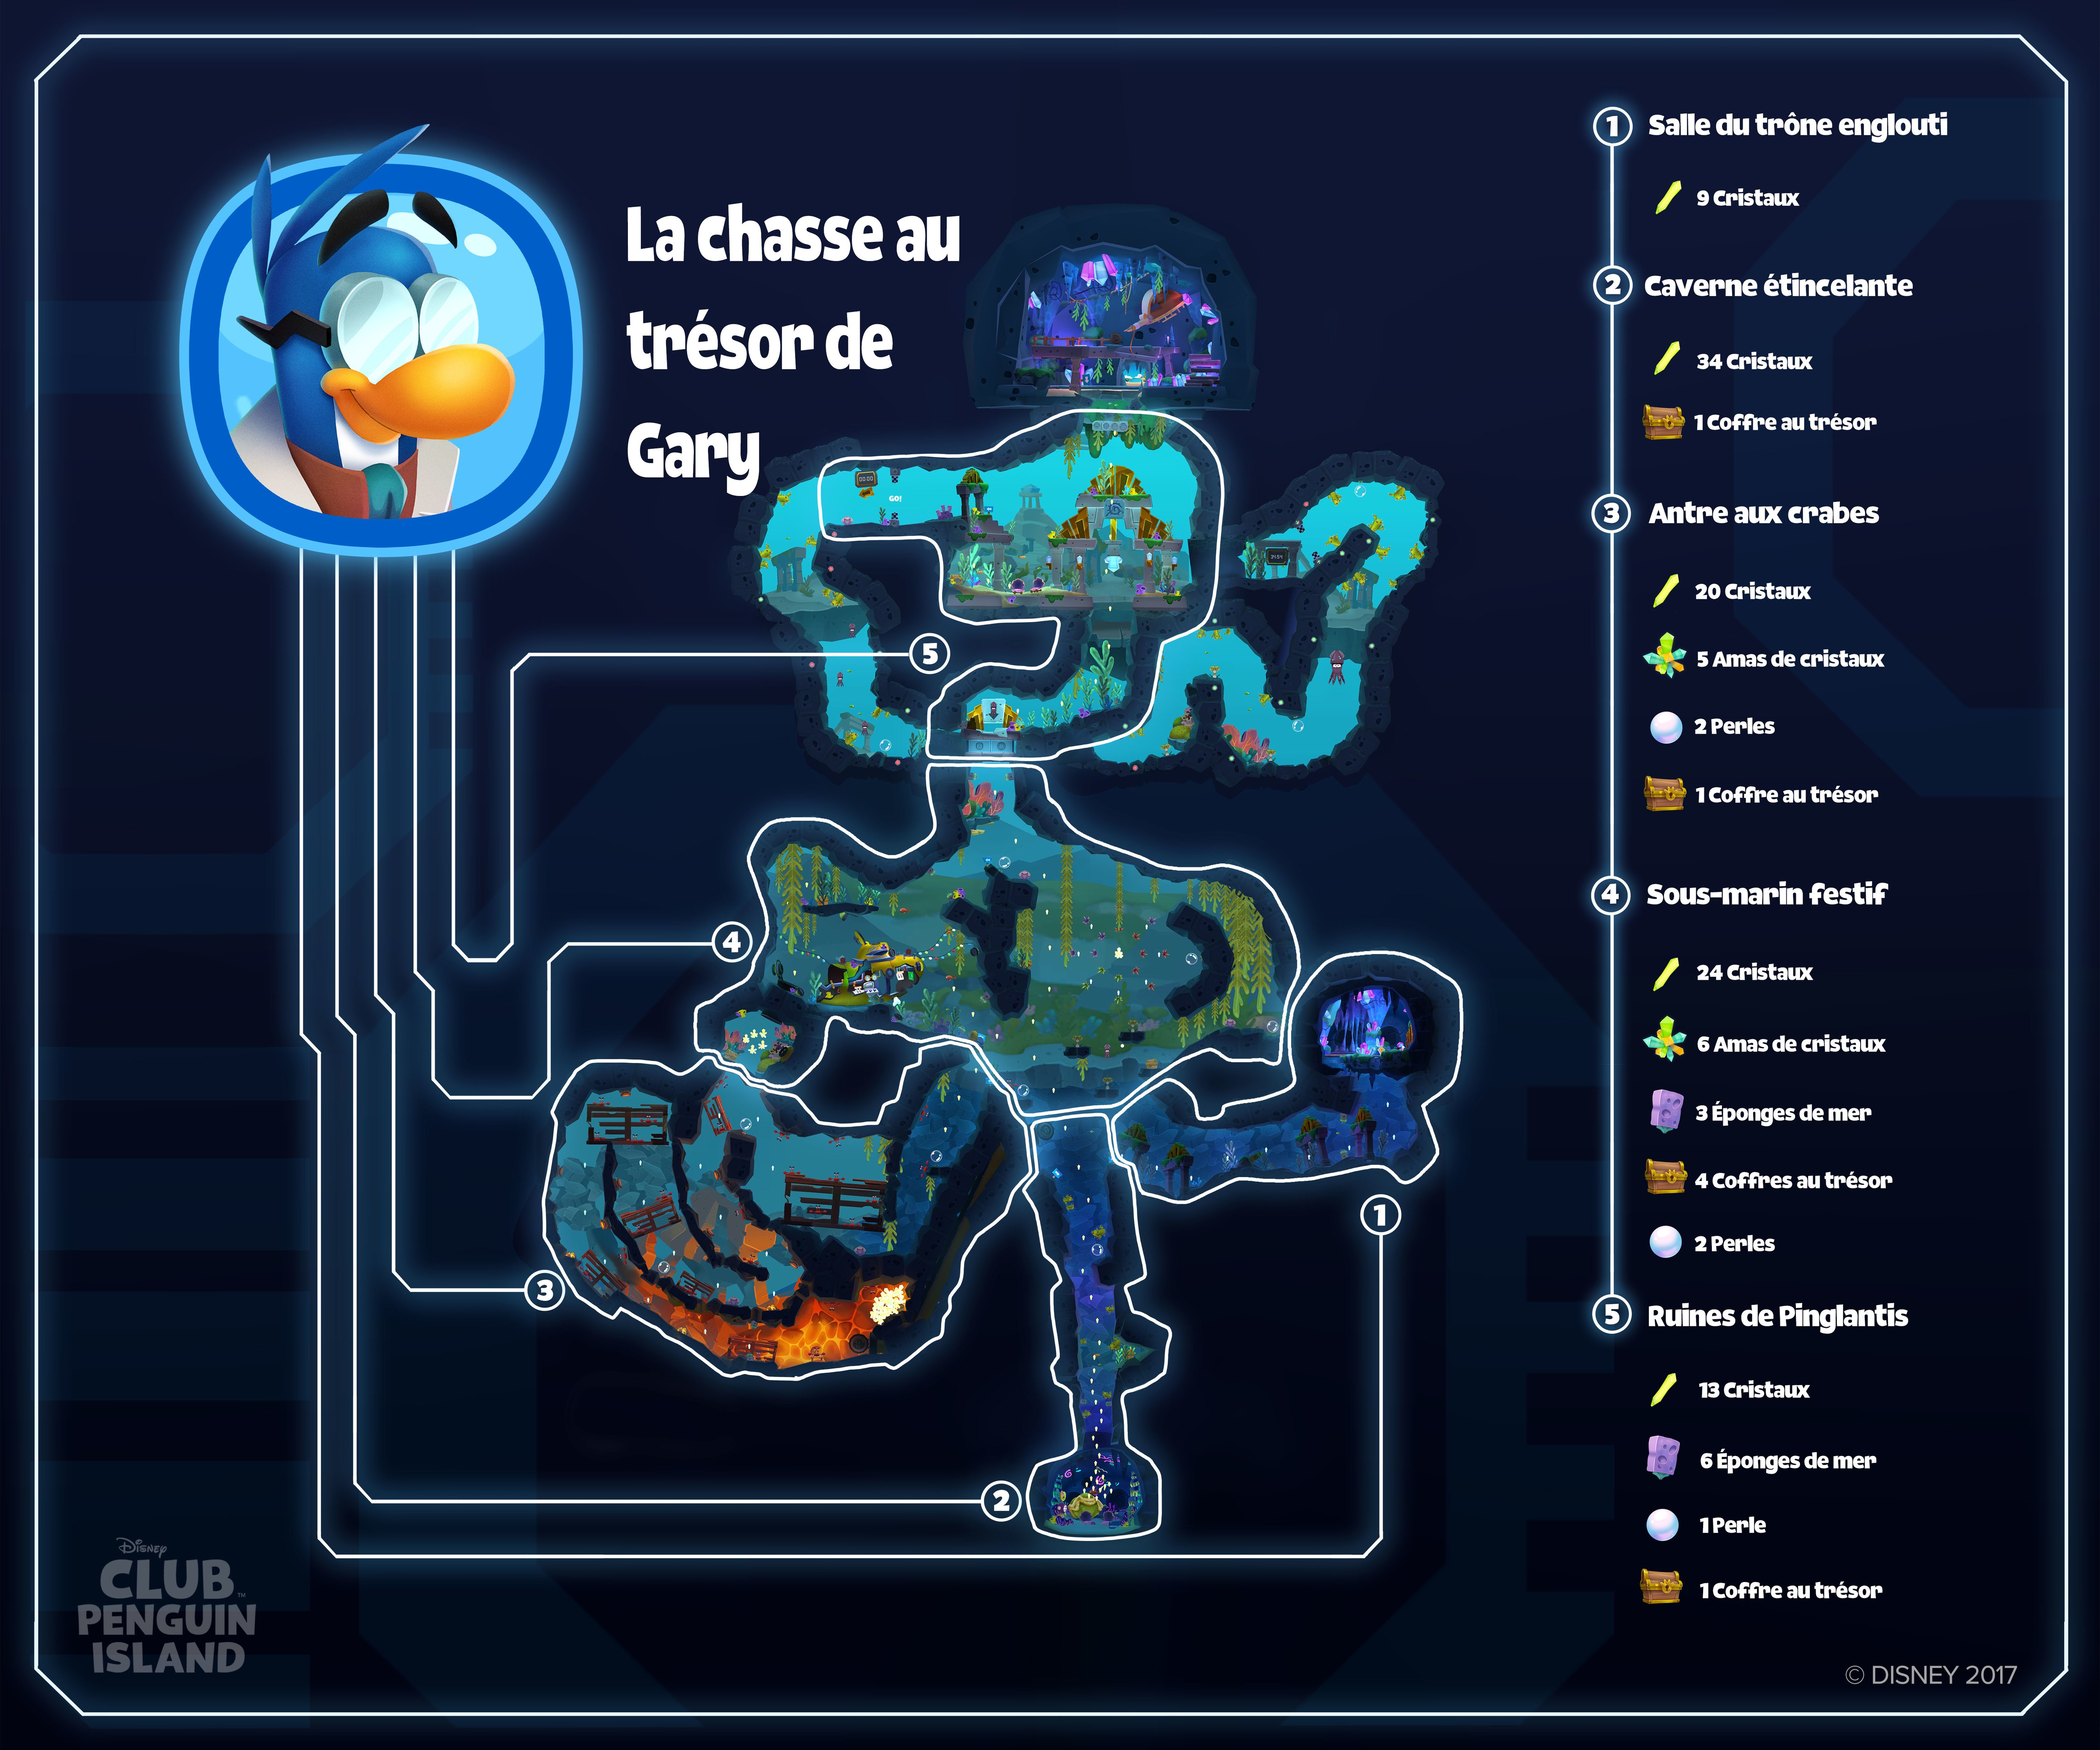 La chasse au
trésor de
Gary
1 Salle du trône englouti
9 Cristaux
2 Caverne étincelante
34 Cristaux
1 Coffre au trésor
3 Antre aux crabes
20 Cristaux
5 Amas de cristaux
2 Perles
1 Coffre au trésor
4 Sous-marin festif
24 Cristaux
6 Amas de cristaux
3 Éponges de mer
4 Coffres au trésor
2 Perles
5 Ruines de Pinglantis
13 Cristaux
6 Éponges de mer
1 Perle
1 Coffre au trésor
00:00
GO!
5
4
3
1
2
Disney
CLUB
PENGUIN
ISLAND
TM
© DISNEY 2017